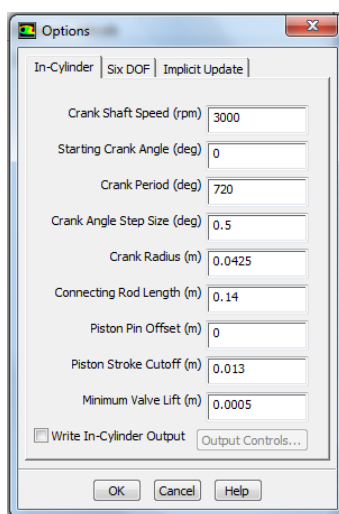 Options
In-Cylinder Six DOF Implicit Update
Crank Shaft Speed (rpm) 3000
Starting Crank Angle (deg) 0
Crank Period (deg) 720
Crank Angle Step Size (deg) 0.5
Crank Radius (m) 0.0425
Connecting Rod Length (m) 0.14
Piston Pin Offset (m) 0
Piston Stroke Cutoff (m) 0.013
Minimum Valve Lift (m) 0.0005
Write In-Cylinder Output Output Controls...
OK Cancel Help